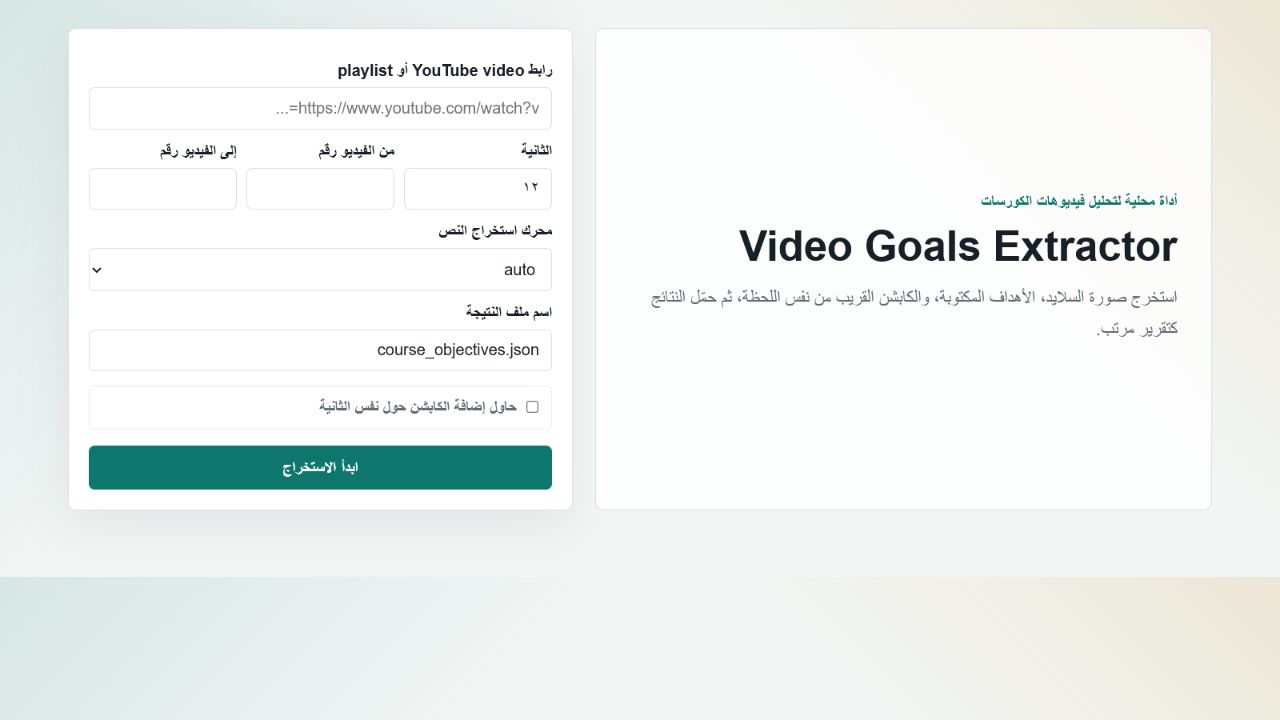 أداة محلية لتحليل فيديوهات الكورسات
Video Goals Extractor
استخرج صورة السلايد، الأهداف المكتوبة، والكابشن القريب من نفس اللحظة، ثم حمّل النتائج
كتقرير مرتب.
رابط YouTube video أو playlist
https://www.youtube.com/watch?v=...
الثانية
من الفيديو رقم
إلى الفيديو رقم
١٢
محرك استخراج النص
auto
اسم ملف النتيجة
course_objectives.json
حاول إضافة الكابشن حول نفس الثانية
ابدأ الاستخراج